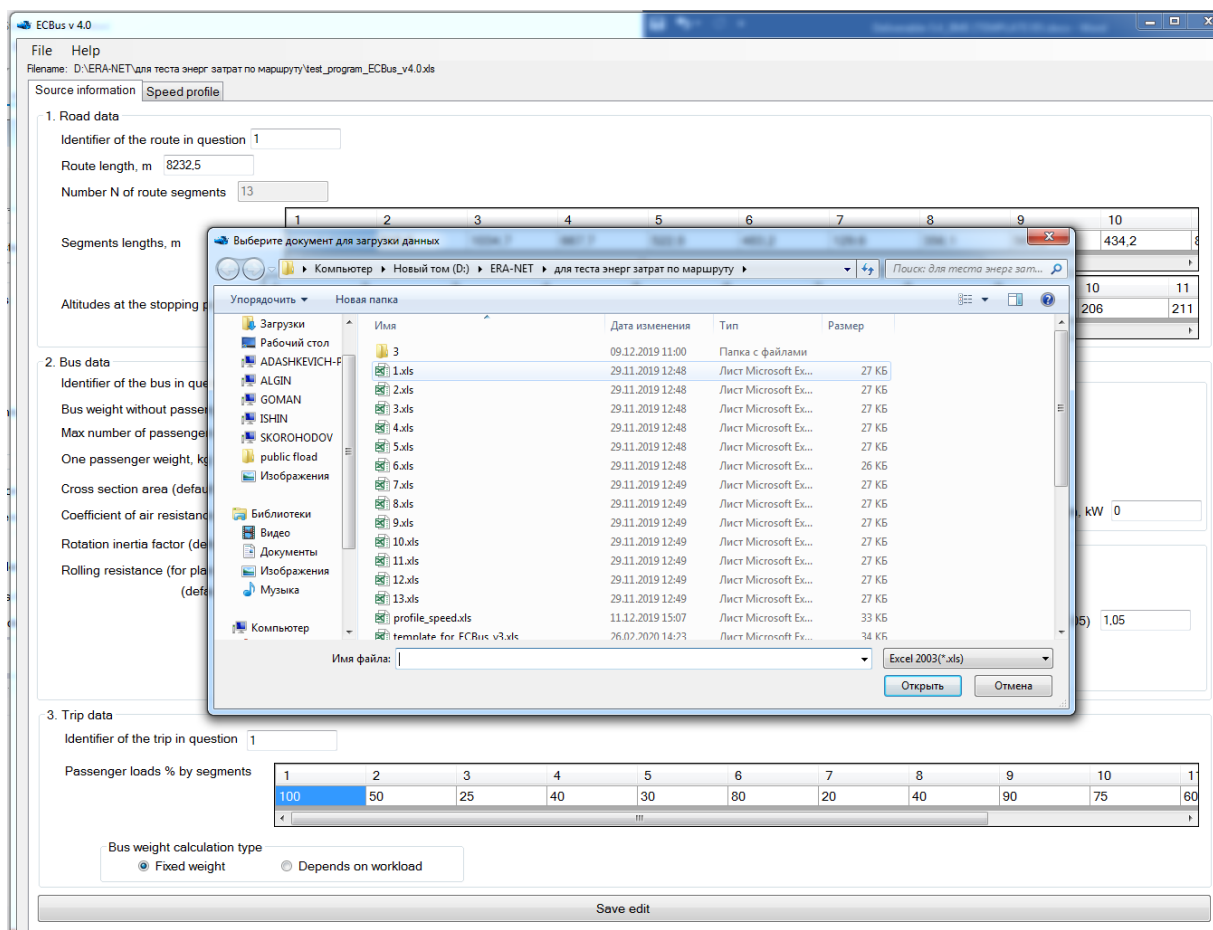 ECBus v 4.0
File Help
Filename: D:\ERA-NET\для теста энерг затрат по маршруту\test_program_ECBus_v4.0.xls
Source information Speed profile
1. Road data
Identifier of the route in question 1
Route length, m 8232,5
Number N of route segments 13
1 2 3 4 5 6 7 8 9 10
Segments lengths, m 434,2
Выберите документ для загрузки данных
Компьютер Новый том (D:) ERA-NET для теста энерг затрат по маршруту
Поиск: для теста энерг зат...
10 11
Altitudes at the stopping 206 211
Упорядочить Новая папка
Имя Дата изменения Тип Размер
Загрузки
Рабочий стол
ADASHKEVICH-P
ALGIN
GOMAN
ISHIN
SKOROHODOV
public fload
Изображения
Библиотеки
Видео
Документы
Изображения
Музыка
Компьютер
3 09.12.2019 11:00 Папка с файлами
1.xls 29.11.2019 12:48 Лист Microsoft Ex... 27 КБ
2.xls 29.11.2019 12:48 Лист Microsoft Ex... 27 КБ
3.xls 29.11.2019 12:48 Лист Microsoft Ex... 27 КБ
4.xls 29.11.2019 12:48 Лист Microsoft Ex... 27 КБ
5.xls 29.11.2019 12:48 Лист Microsoft Ex... 27 КБ
6.xls 29.11.2019 12:48 Лист Microsoft Ex... 26 КБ
7.xls 29.11.2019 12:49 Лист Microsoft Ex... 27 КБ
8.xls 29.11.2019 12:49 Лист Microsoft Ex... 27 КБ
9.xls 29.11.2019 12:49 Лист Microsoft Ex... 27 КБ
10.xls 29.11.2019 12:49 Лист Microsoft Ex... 27 КБ
11.xls 29.11.2019 12:49 Лист Microsoft Ex... 27 КБ
12.xls 29.11.2019 12:49 Лист Microsoft Ex... 27 КБ
13.xls 29.11.2019 12:49 Лист Microsoft Ex... 27 КБ
profile_speed.xls 11.12.2019 15:07 Лист Microsoft Ex... 33 КБ
template_for_ECBus_v3.xls 26.02.2020 14:23 Лист Microsoft Ex... 34 КБ
Имя файла: Excel 2003(*.xls)
Открыть Отмена
2. Bus data
Identifier of the bus in
Bus weight without
Max number of
One passenger weight,
Cross section area
Coefficient of air
kW 0
Rotation inertia factor
Rolling resistance (for
1,05
3. Trip data
Identifier of the trip in question 1
Passenger loads % by segments 1 2 3 4 5 6 7 8 9 10
100 50 25 40 30 80 20 40 90 75 60
Bus weight calculation type
Fixed weight Depends on workload
Save edit